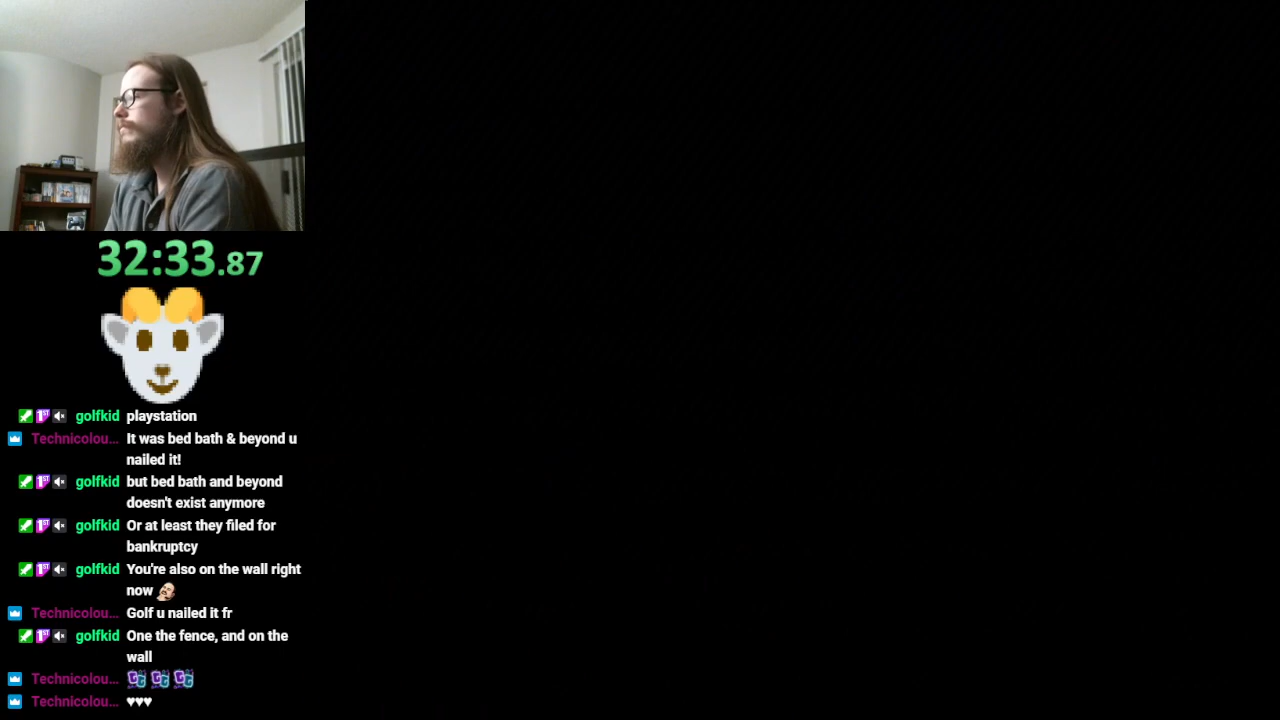 32:33.87
golfkid playstation
Technicolou... It was bed bath & beyond u
nailed it!
golfkid but bed bath and beyond
doesn't exist anymore
golfkid Or at least they filed for
bankruptcy
golfkid You're also on the wall right
now
Technicolou... Golf u nailed it fr
golfkid One the fence, and on the
wall
Technicolou...
Technicolou... ♥♥♥